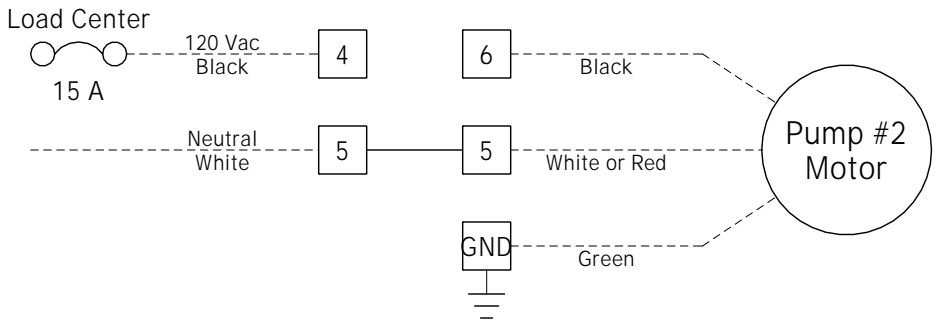 Load Center
120 Vac
Black
15 A
4
6
Black
Neutral
White
5
5
White or Red
Pump #2
Motor
GND
Green